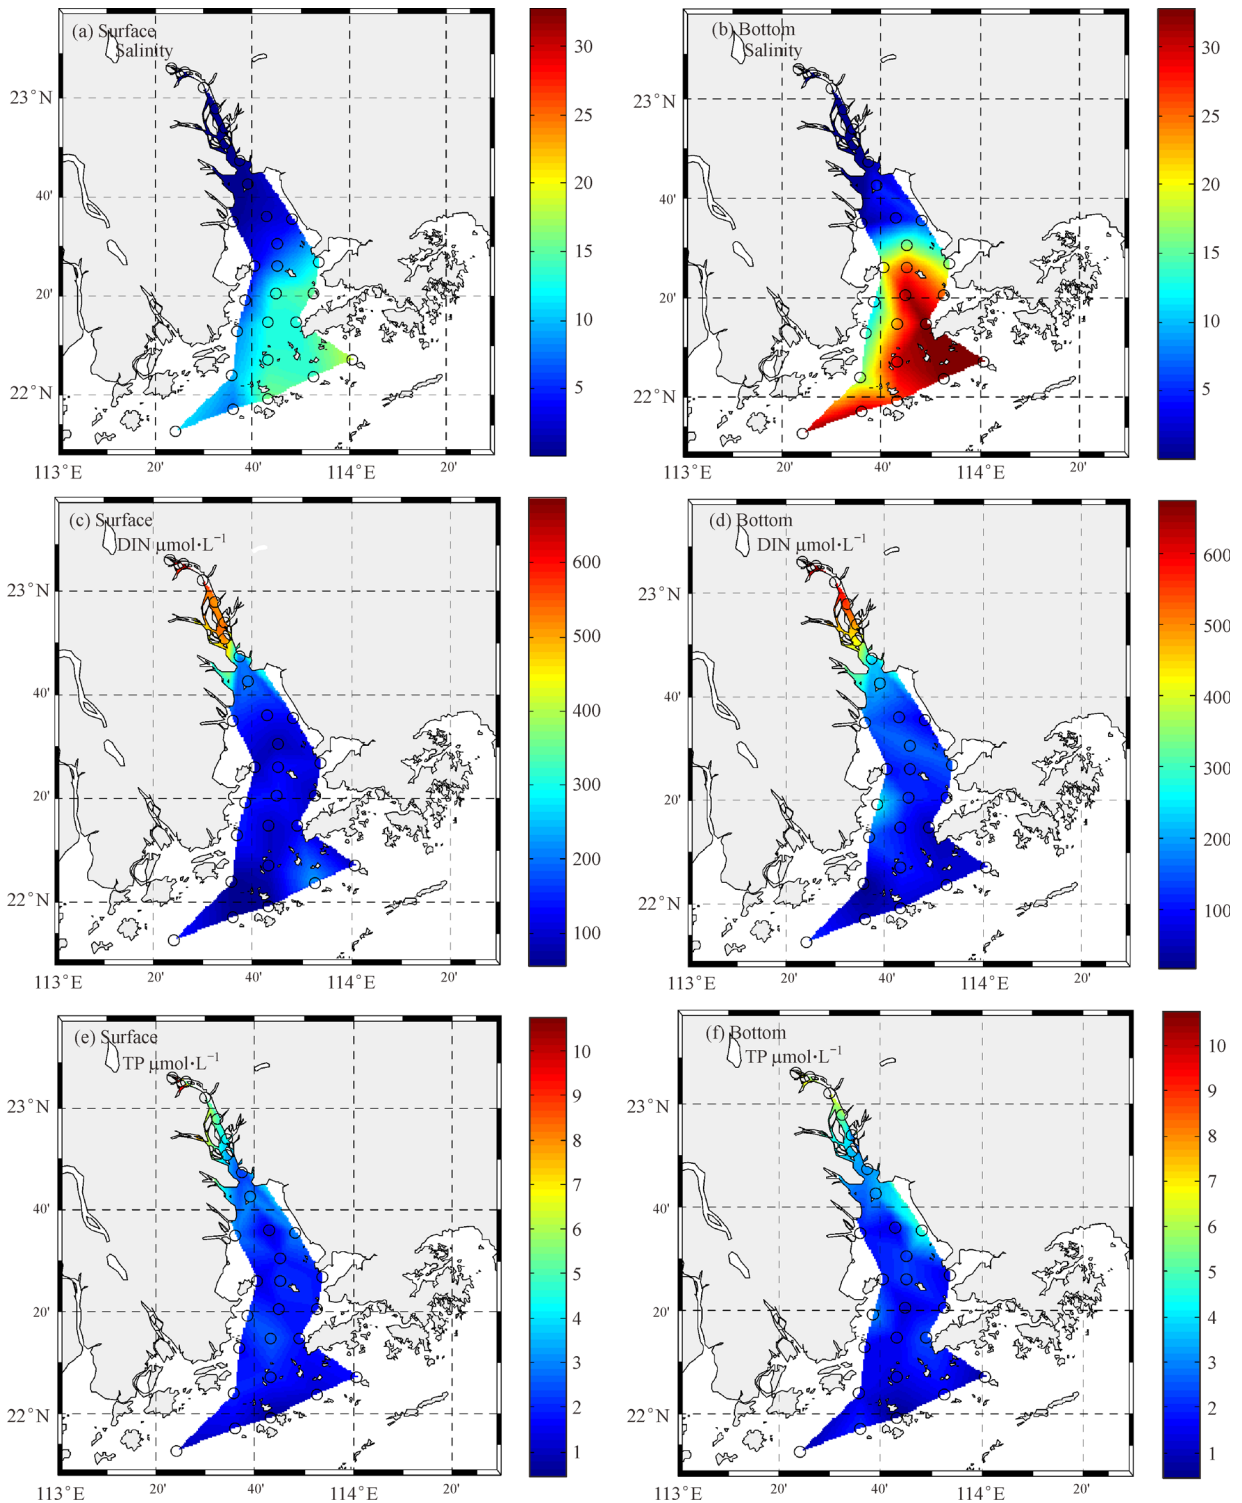 (a) Surface
Salinity
30
25
20
15
10
5
23°N
40'
20'
22°N
113°E
20'
40'
114°E
20'
(b) Bottom
Salinity
30
25
20
15
10
5
23°N
40'
20'
22°N
113°E
20'
40'
114°E
20'
(c) Surface
DIN μmol•L⁻¹
600
500
400
300
200
100
23°N
40'
20'
22°N
113°E
20'
40'
114°E
20'
(d) Bottom
DIN μmol•L⁻¹
600
500
400
300
200
100
23°N
40'
20'
22°N
113°E
20'
40'
114°E
20'
(e) Surface
TP μmol•L⁻¹
10
9
8
7
6
5
4
3
2
1
23°N
40'
20'
22°N
113°E
20'
40'
114°E
20'
(f) Bottom
TP μmol•L⁻¹
10
9
8
7
6
5
4
3
2
1
23°N
40'
20'
22°N
113°E
20'
40'
114°E
20'